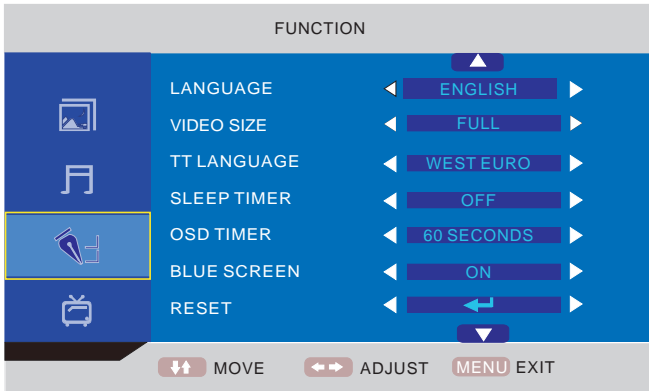 FUNCTION
LANGUAGE ENGLISH
VIDEO SIZE FULL
TT LANGUAGE WEST EURO
SLEEP TIMER OFF
OSD TIMER 60 SECONDS
BLUE SCREEN ON
RESET
MOVE ADJUST MENU EXIT